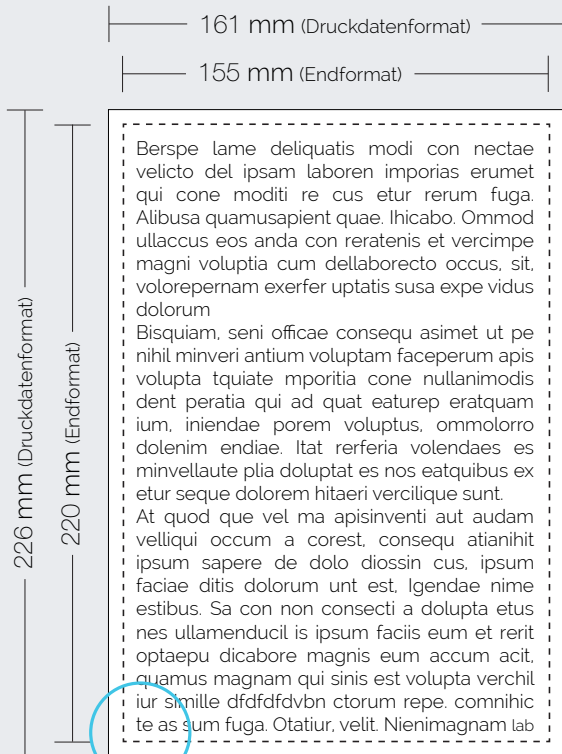 161 mm (Druckdatenformat)
155 mm (Endformat)
226 mm (Druckdatenformat)
220 mm (Endformat)
Berspe lame deliquatis modi con nectae
velicto del ipsam laboren imporias erumet
qui cone moditi re cus etur rerum fuga.
Alibusa quamusapient quae. Ihicabo. Ommod
ullaccus eos anda con reratenis et vercimpe
magni voluptia cum dellaborecto occus, sit,
volorepernam exerfer uptatis susa expe vidus
dolorum
Bisquiam, seni officae consequ asimet ut pe
nihil minveri antium voluptam faceperum apis
volupta tquiate mporitia cone nullanimodis
dent peratia qui ad quat eaturep eratquam
ium, iniendae porem voluptus, ommolorro
dolenim endiae. Itat rerferia volendaes es
minvellaute plia doluptat es nos eatquibus ex
etur seque dolorem hitaeri vercilique sunt.
At quod que vel ma apisinventi aut audam
velliqui occum a corest, consequ atianihit
ipsum sapere de dolo diossin cus, ipsum
faciae ditis dolorum unt est, Igendae nime
estibus. Sa con non consecti a dolupta etus
nes ullamenducil is ipsum faciis eum et rerit
optaepu dicabore magnis eum accum acit,
quamus magnam qui sinis est volupta verchil
iur simille dfdfdfdvbn ctorum repe. comnihic
te as sum fuga. Otatiur, velit. Nienimagnam lab